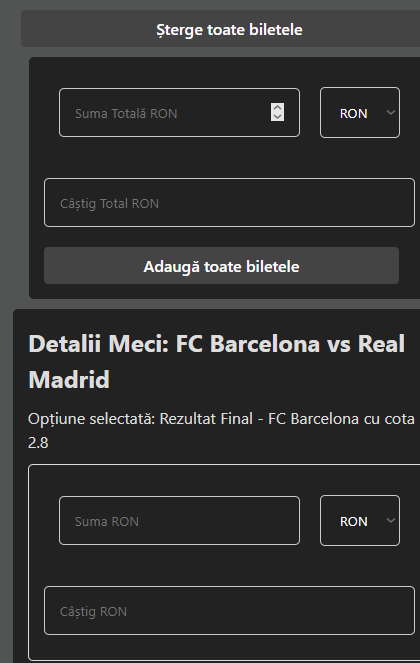 Șterge toate biletele
Suma Totală RON
RON
Câștig Total RON
Adaugă toate biletele
Detalii Meci: FC Barcelona vs Real
Madrid
Opțiune selectată: Rezultat Final - FC Barcelona cu cota
2.8
Suma RON
RON
Câștig RON